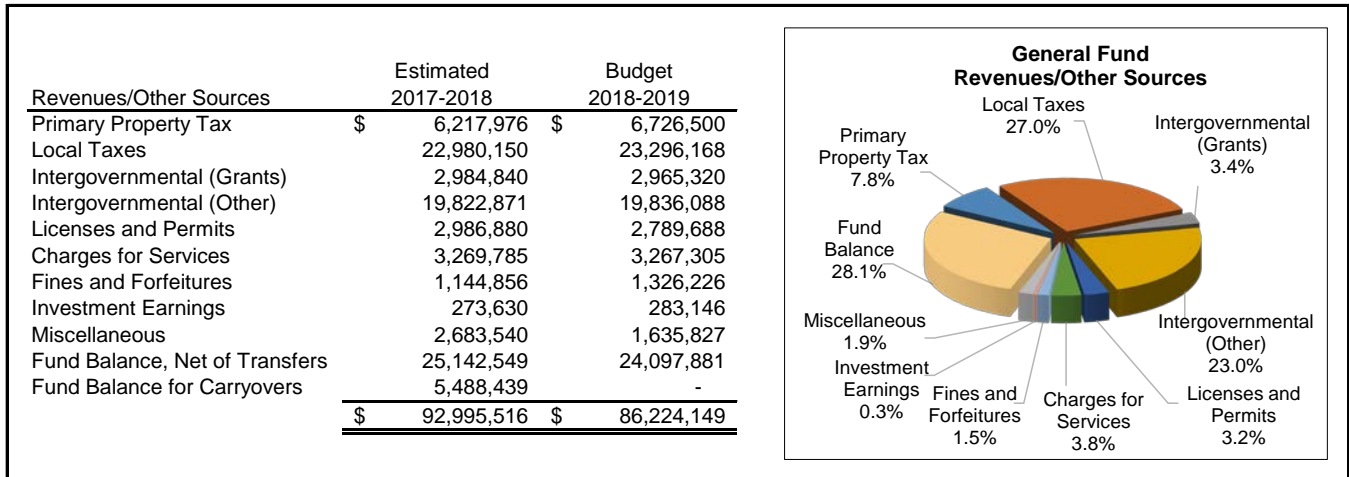 Estimated Budget
Revenues/Other Sources 2017-2018 2018-2019
Primary Property Tax $ 6,217,976 $ 6,726,500
Local Taxes 22,980,150 23,296,168
Intergovernmental (Grants) 2,984,840 2,965,320
Intergovernmental (Other) 19,822,871 19,836,088
Licenses and Permits 2,986,880 2,789,688
Charges for Services 3,269,785 3,267,305
Fines and Forfeitures 1,144,856 1,326,226
Investment Earnings 273,630 283,146
Miscellaneous 2,683,540 1,635,827
Fund Balance, Net of Transfers 25,142,549 24,097,881
Fund Balance for Carryovers 5,488,439 -
$ 92,995,516 $ 86,224,149
General Fund
Revenues/Other Sources
Local Taxes
27.0%
Intergovernmental
(Grants)
3.4%
Primary
Property Tax
7.8%
Fund
Balance
28.1%
Miscellaneous
1.9%
Investment
Earnings
0.3%
Fines and
Forfeitures
1.5%
Charges for
Services
3.8%
Licenses and
Permits
3.2%
Intergovernmental
(Other)
23.0%